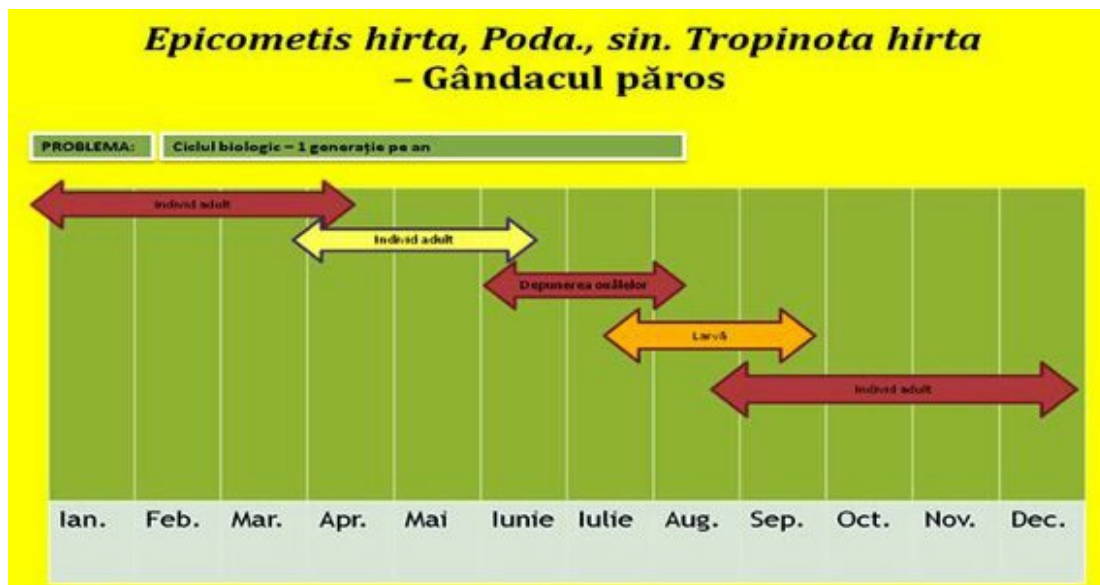 Epicometis hirta, Poda., sin. Tropinota hirta
– Gândacul păros
PROBLEMA: Ciclul biologic – 1 generație pe an
Individ adult
Individ adult
Depunerea ouălelor
Larvă
Individ adult
Ian. Feb. Mar. Apr. Mai Iunie Iulie Aug. Sep. Oct. Nov. Dec.